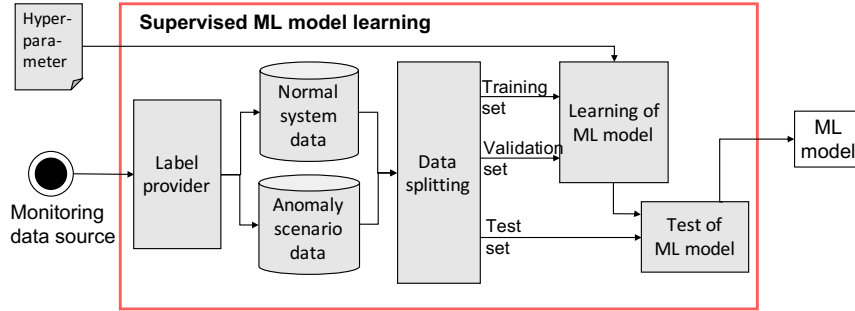 Hyper-
para-
meter
Supervised ML model learning
Monitoring
data source
Label
provider
Normal
system
data
Anomaly
scenario
data
Data
splitting
Training
set
Validation
set
Test
set
Learning of
ML model
Test of
ML model
ML
model